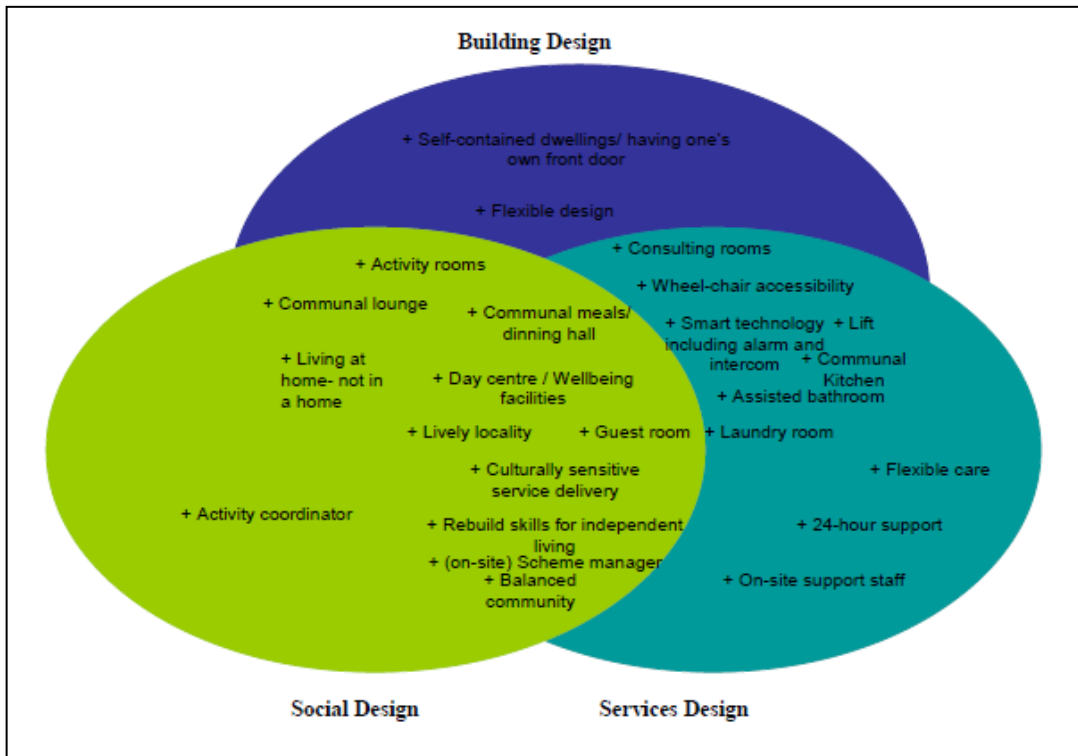 Building Design
+ Self-contained dwellings/ having one's
own front door
+ Flexible design
+ Consulting rooms
+ Activity rooms
+ Wheel-chair accessibility
+ Communal lounge
+ Communal meals/
dinning hall
+ Smart technology
including alarm and
intercom
+ Lift
+ Communal
Kitchen
+ Living at
home- not in
a home
+ Day centre / Wellbeing
facilities
+ Assisted bathroom
+ Lively locality
+ Guest room
+ Laundry room
+ Culturally sensitive
service delivery
+ Flexible care
+ Activity coordinator
+ Rebuild skills for independent
living
+ 24-hour support
+ (on-site) Scheme manager
+ Balanced
community
+ On-site support staff
Social Design
Services Design